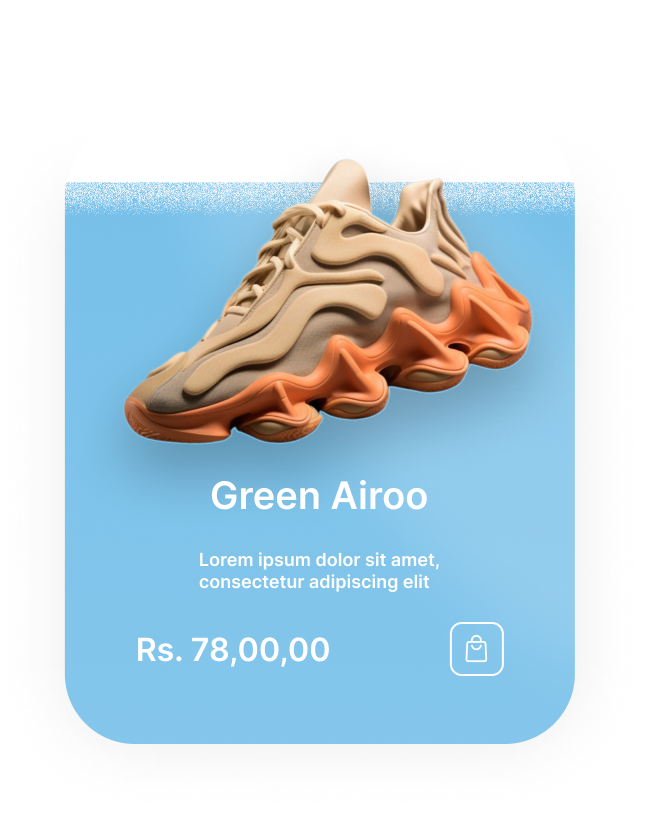 Green Airoo
Lorem ipsum dolor sit amet,
consectetur adipiscing elit
Rs. 78,00,00